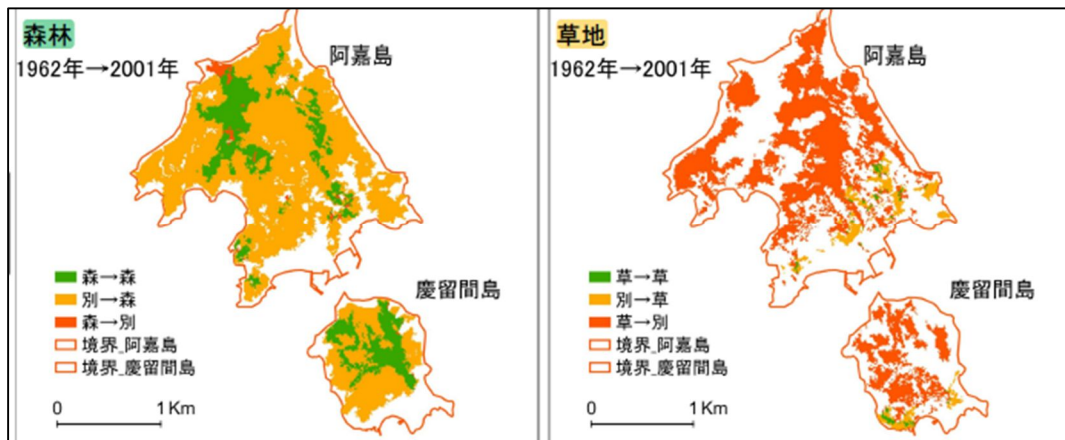 森林
1962年→2001年
阿嘉島
慶留間島
森→森
別→森
森→別
境界_阿嘉島
境界_慶留間島
0 1Km
草地
1962年→2001年
阿嘉島
慶留間島
草→草
別→草
草→別
境界_阿嘉島
境界_慶留間島
0 1Km